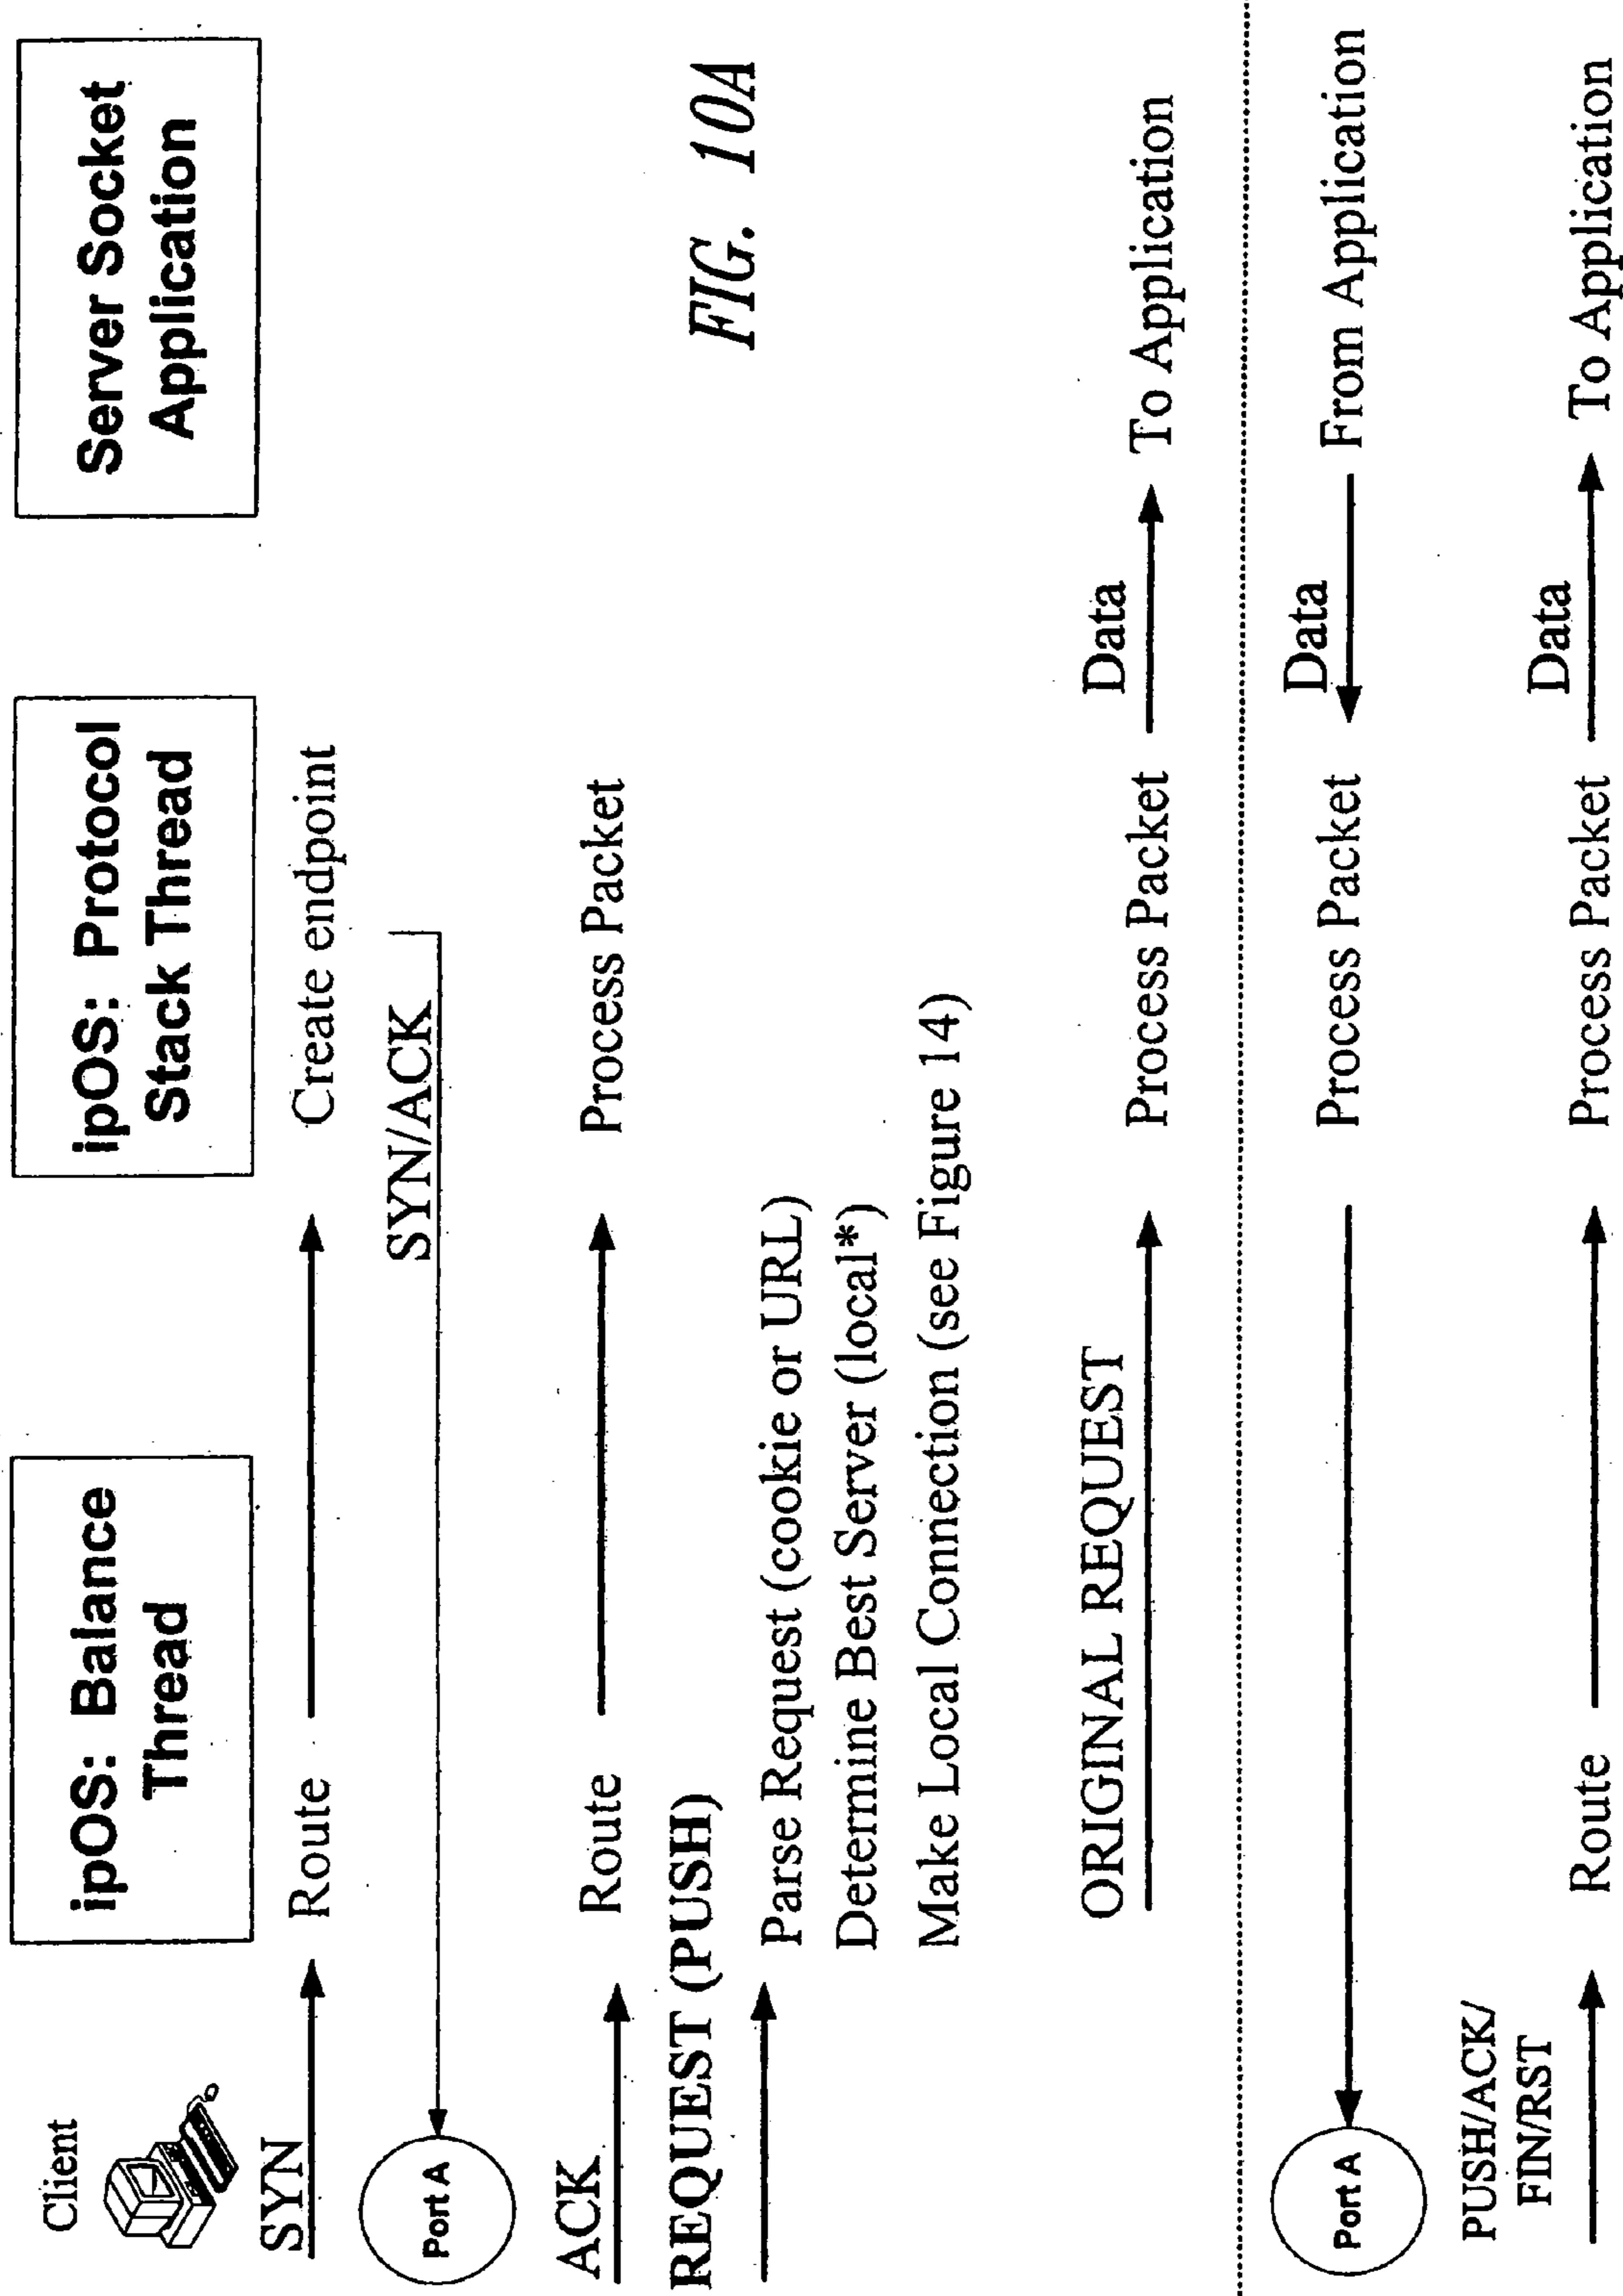 Client
ipOS: Balance
Thread
ipOS: Protocol
Stack Thread
Server Socket
Application
SYN
Route
Create endpoint
SYN/ACK
Port A
ACK
Route
Process Packet
REQUEST (PUSH)
FIG. 10A
Parse Request (cookie or URL)
Determine Best Server (local*)
Make Local Connection (see Figure 14)
ORIGINAL REQUEST
Process Packet
Data
To Application
Port A
Process Packet
Data
From Application
PUSH/ACK/
FIN/RST
Route
Process Packet
Data
To Application